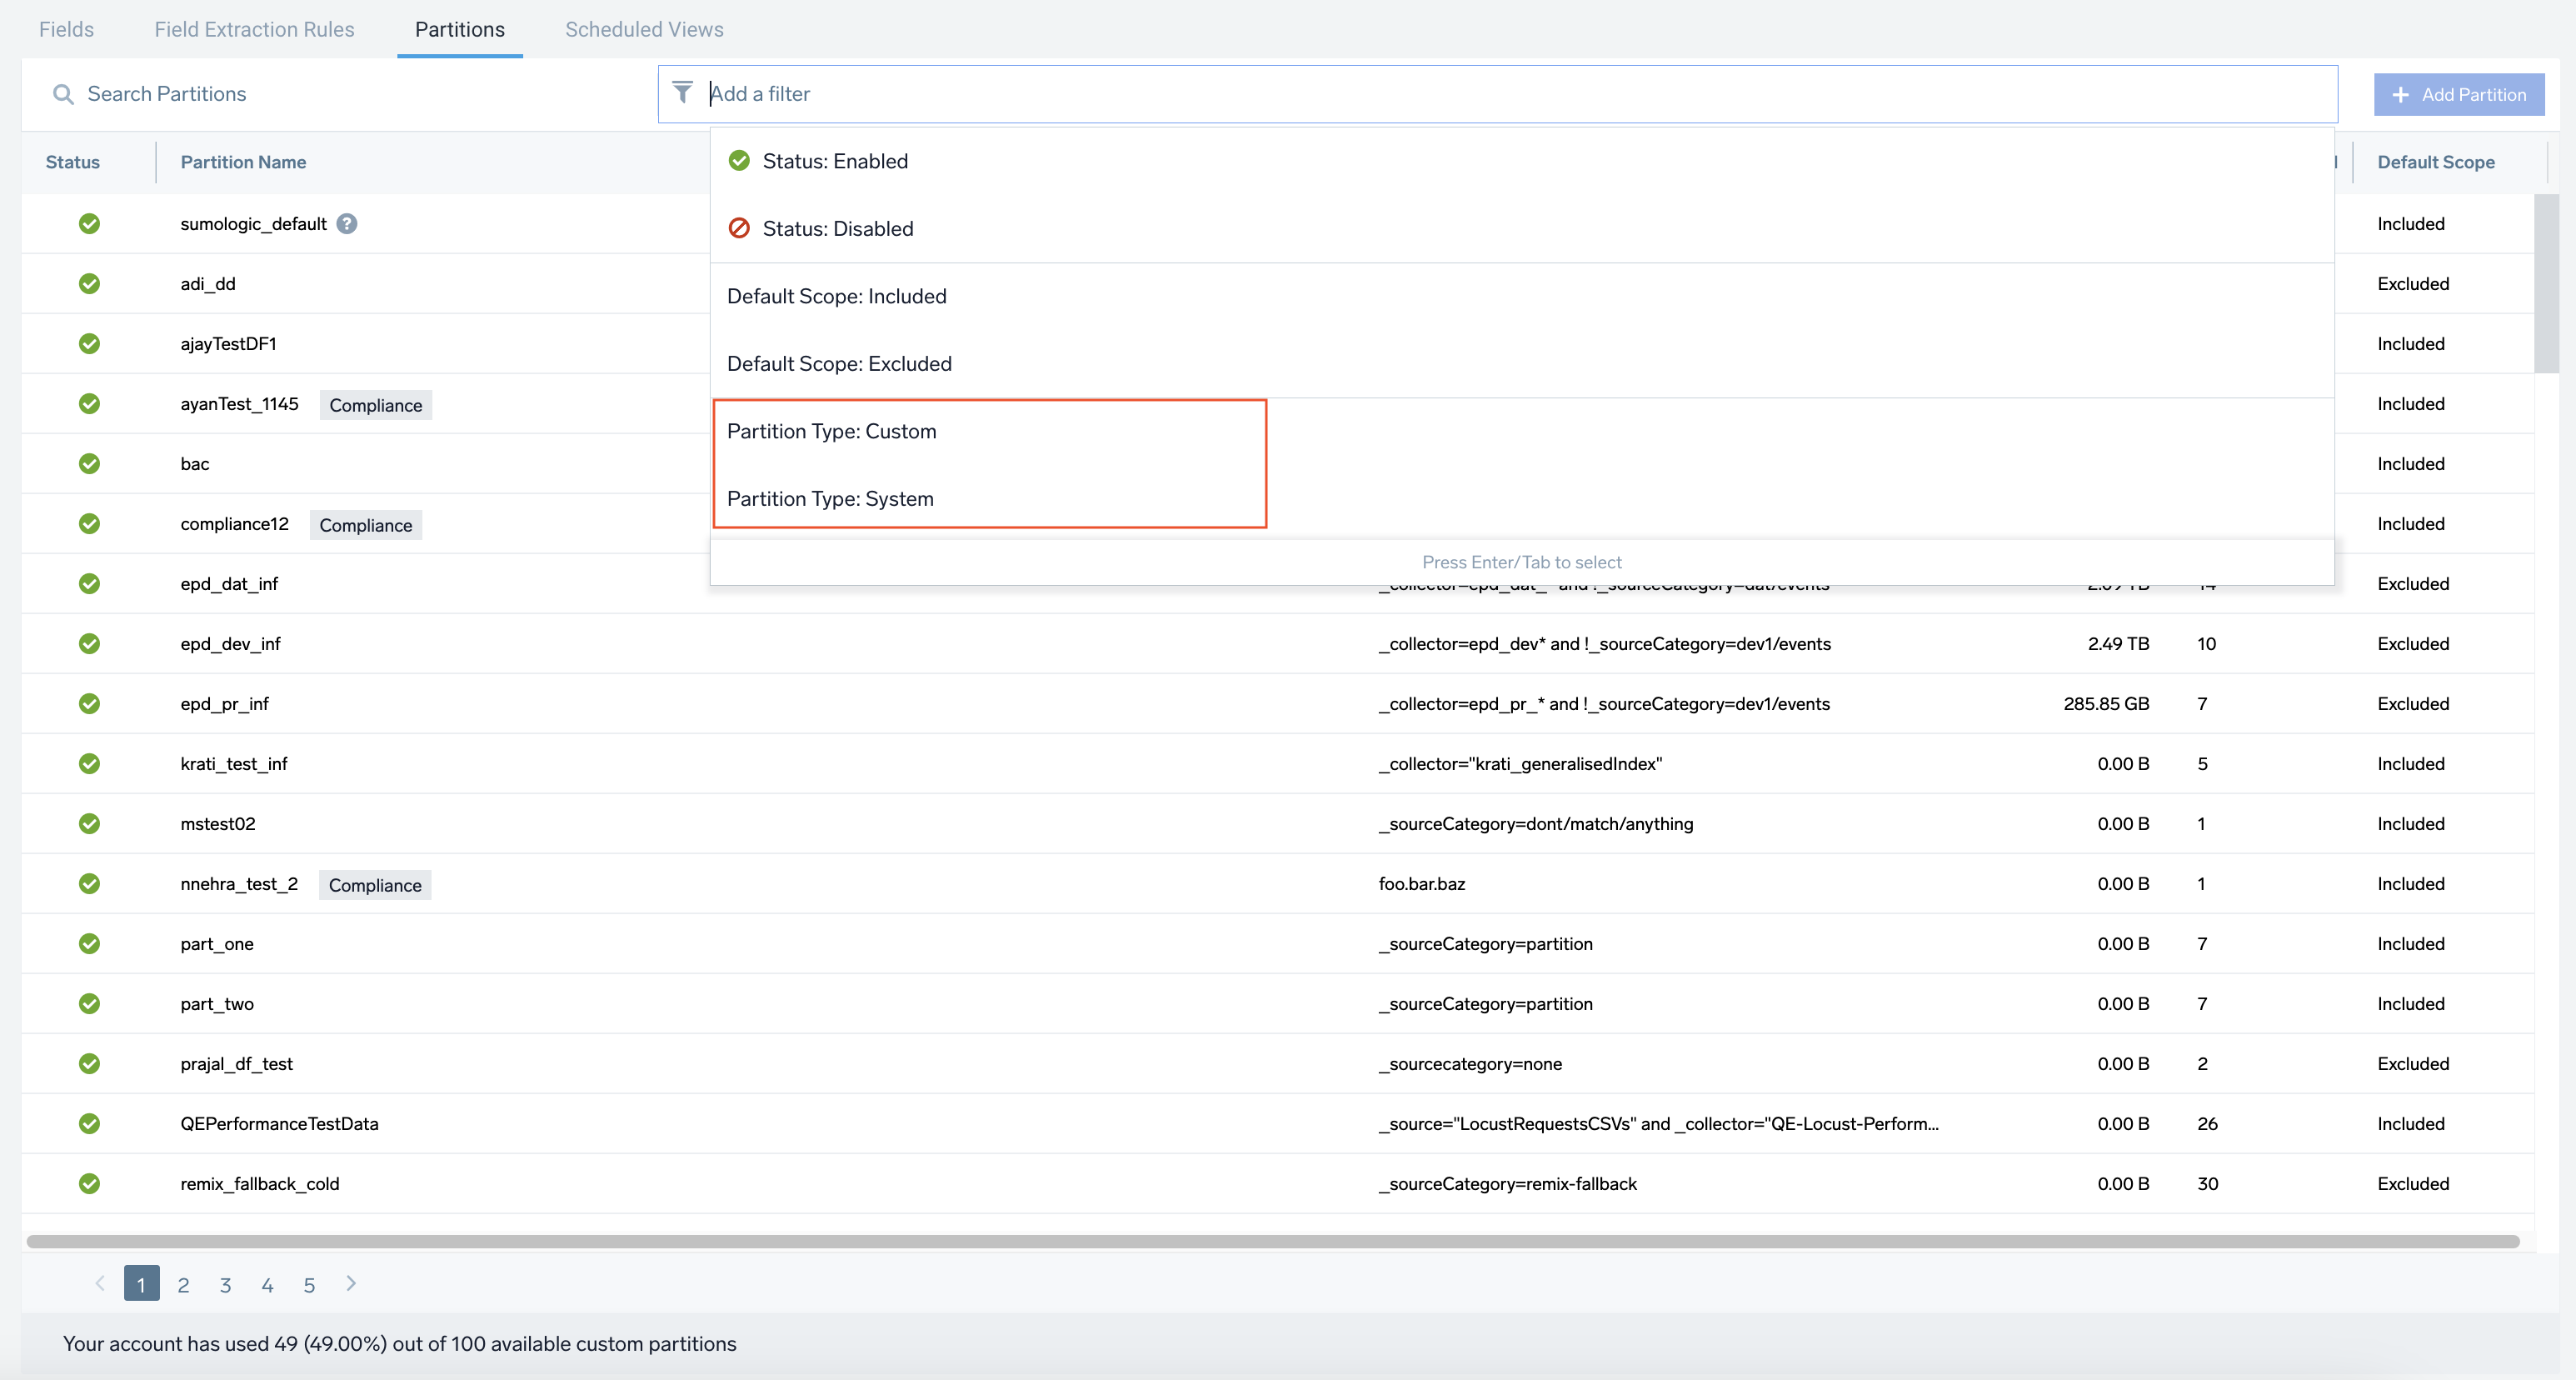 Fields Field Extraction Rules Partitions Scheduled Views
Search Partitions Add a filter + Add Partition
Status Partition Name Default Scope
Status: Enabled
Status: Disabled
Default Scope: Included
Default Scope: Excluded
Partition Type: Custom
Partition Type: System
Press Enter/Tab to select
sumologic_default ? Included
adi_dd Excluded
ajayTestDF1 Included
ayanTest_1145 Compliance Included
bac Included
compliance12 Compliance Included
epd_dat_inf Excluded
epd_dev_inf _collector=epd_dev* and !_sourceCategory=dev1/events 2.49 TB 10 Excluded
epd_pr_inf _collector=epd_pr_* and !_sourceCategory=dev1/events 285.85 GB 7 Excluded
krati_test_inf _collector="krati_generalisedIndex" 0.00 B 5 Included
mstest02 _sourceCategory=dont/match/anything 0.00 B 1 Included
nnehra_test_2 Compliance foo.bar.baz 0.00 B 1 Included
part_one _sourceCategory=partition 0.00 B 7 Included
part_two _sourceCategory=partition 0.00 B 7 Included
prajal_df_test _sourcecategory=none 0.00 B 2 Excluded
QEPerformanceTestData _source="LocustRequestsCSVs" and _collector="QE-Locust-Perform... 0.00 B 26 Included
remix_fallback_cold _sourceCategory=remix-fallback 0.00 B 30 Excluded
1 2 3 4 5
Your account has used 49 (49.00%) out of 100 available custom partitions